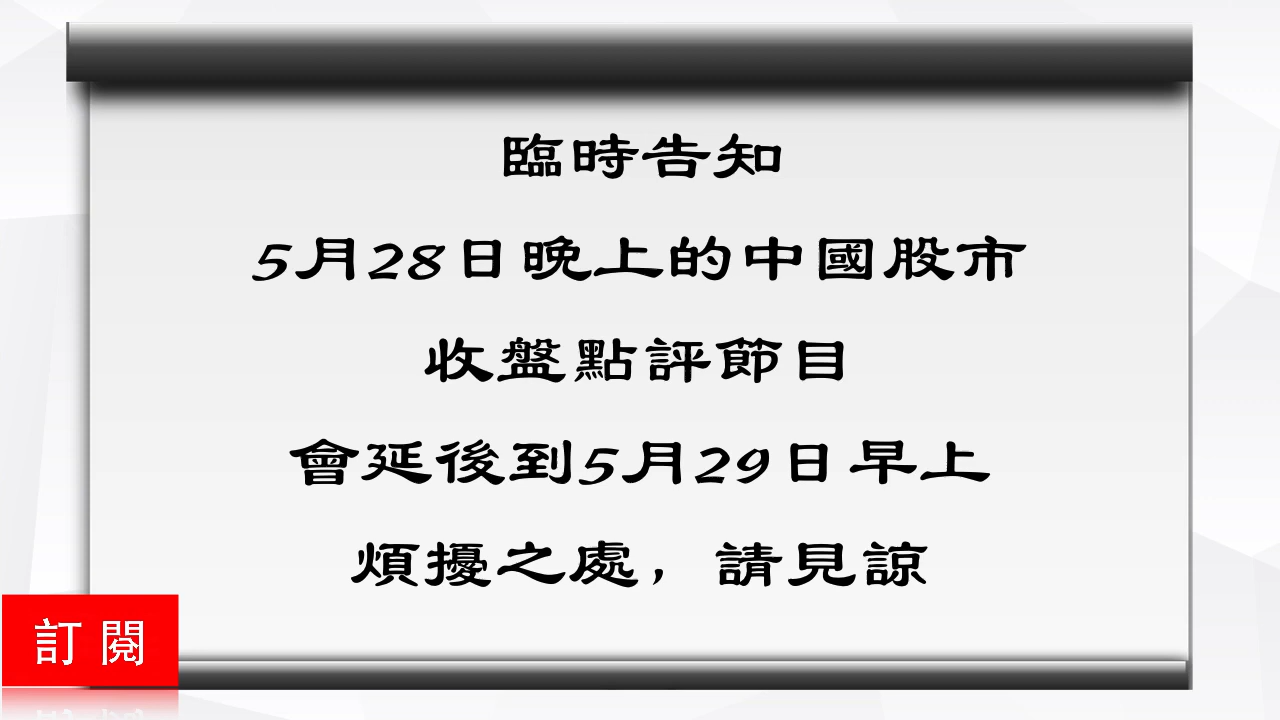 臨時告知
5月28日晚上的中國股市
收盤點評節目
會延後到5月29日早上
煩擾之處，請見諒
訂閱